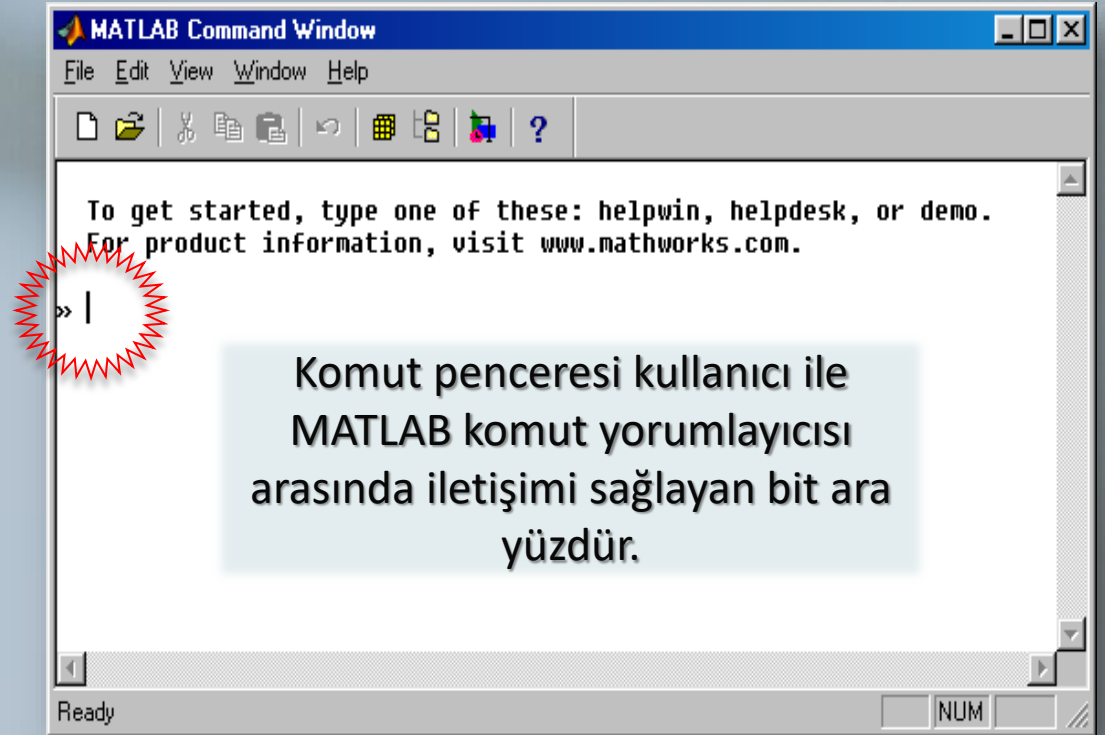 MATLAB Command Window
File Edit View Window Help
?
To get started, type one of these: helpwin, helpdesk, or demo.
For product information, visit www.mathworks.com.
»
Komut penceresi kullanıcı ile
MATLAB komut yorumlayıcısı
arasında iletişimi sağlayan bit ara
yüzdür.
Ready NUM